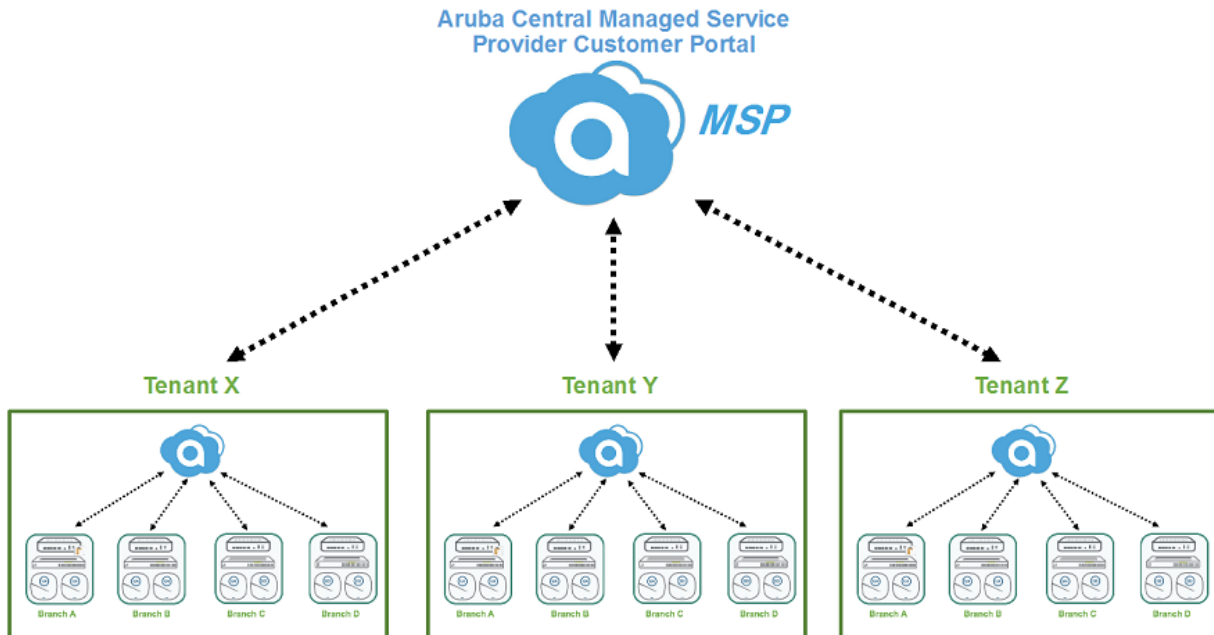 Aruba Central Managed Service
Provider Customer Portal
MSP
Tenant X
Tenant Y
Tenant Z
Branch A
Branch B
Branch C
Branch D
Branch A
Branch B
Branch C
Branch D
Branch A
Branch B
Branch C
Branch D